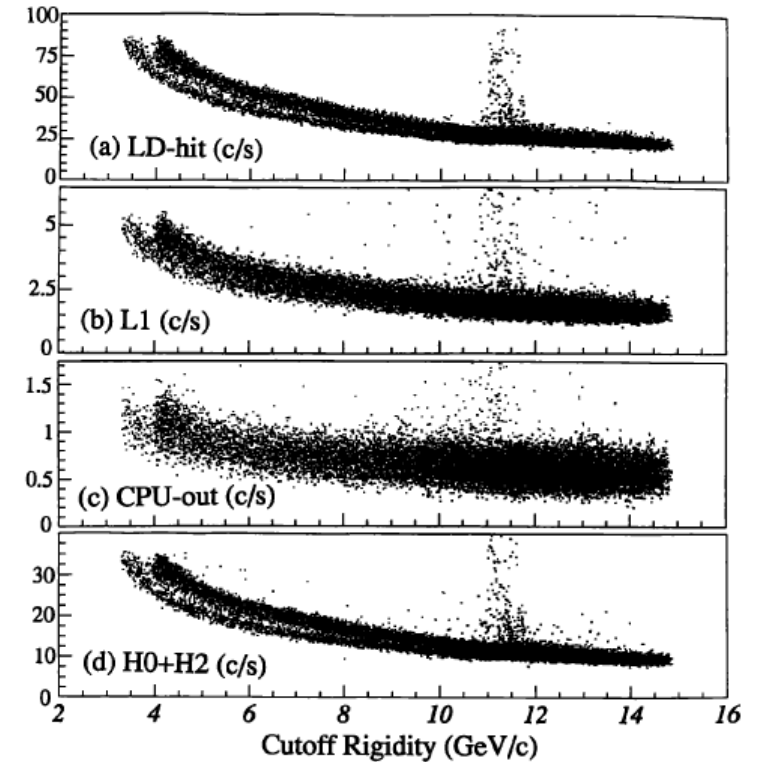 100
75
50
25
0
(a) LD-hit (c/s)
5
2.5
0
(b) L1 (c/s)
1.5
1
0.5
0
(c) CPU-out (c/s)
30
20
10
0
(d) H0+H2 (c/s)
2 4 6 8 10 12 14 16
Cutoff Rigidity (GeV/c)